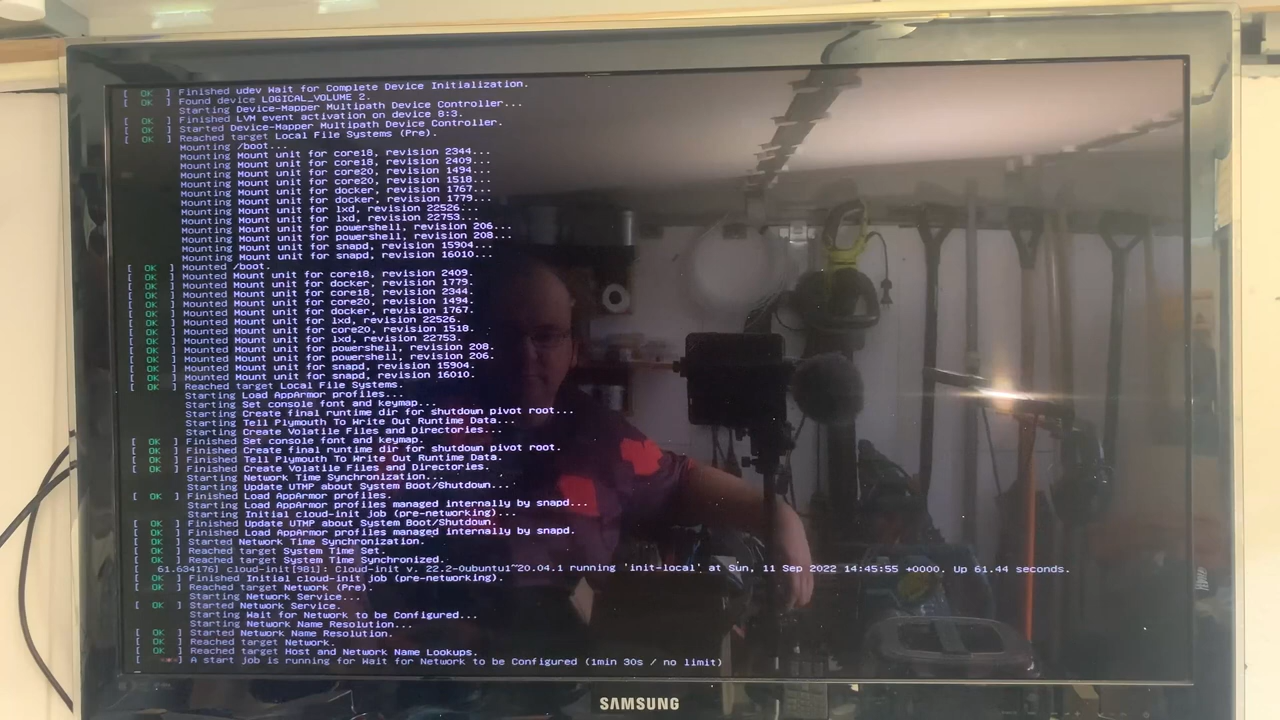 [ OK ] Finished udev Wait for Complete Device Initialization.
[ OK ] Found device LOGICAL_VOLUME 2.
Starting Device-Mapper Multipath Device Controller...
[ OK ] Finished LVM event activation on device 8:3.
[ OK ] Started Device-Mapper Multipath Device Controller.
[ OK ] Reached target Local File Systems (Pre).
Mounting /boot...
Mounting Mount unit for core18, revision 2344...
Mounting Mount unit for core18, revision 2409...
Mounting Mount unit for core20, revision 1494...
Mounting Mount unit for core20, revision 1518...
Mounting Mount unit for docker, revision 1767...
Mounting Mount unit for docker, revision 1779...
Mounting Mount unit for lxd, revision 22526...
Mounting Mount unit for lxd, revision 22753...
Mounting Mount unit for powershell, revision 206...
Mounting Mount unit for powershell, revision 208...
Mounting Mount unit for snapd, revision 15904...
Mounting Mount unit for snapd, revision 16010...
[ OK ] Mounted /boot.
[ OK ] Mounted Mount unit for core18, revision 2409.
[ OK ] Mounted Mount unit for docker, revision 1779.
[ OK ] Mounted Mount unit for core18, revision 2344.
[ OK ] Mounted Mount unit for core20, revision 1494.
[ OK ] Mounted Mount unit for docker, revision 1767.
[ OK ] Mounted Mount unit for lxd, revision 22526.
[ OK ] Mounted Mount unit for core20, revision 1518.
[ OK ] Mounted Mount unit for lxd, revision 22753.
[ OK ] Mounted Mount unit for powershell, revision 208.
[ OK ] Mounted Mount unit for powershell, revision 206.
[ OK ] Mounted Mount unit for snapd, revision 15904.
[ OK ] Mounted Mount unit for snapd, revision 16010.
[ OK ] Reached target Local File Systems.
Starting Load AppArmor profiles...
Starting Set console font and keymap...
Starting Create final runtime dir for shutdown pivot root...
Starting Tell Plymouth To Write Out Runtime Data...
Starting Create Volatile Files and Directories...
[ OK ] Finished Set console font and keymap.
[ OK ] Finished Create final runtime dir for shutdown pivot root.
[ OK ] Finished Tell Plymouth To Write Out Runtime Data.
[ OK ] Finished Create Volatile Files and Directories.
Starting Network Time Synchronization...
Starting Update UTMP about System Boot/Shutdown...
[ OK ] Finished Load AppArmor profiles.
Starting Load AppArmor profiles managed internally by snapd...
Starting Initial cloud-init job (pre-networking)...
[ OK ] Finished Update UTMP about System Boot/Shutdown.
[ OK ] Finished Load AppArmor profiles managed internally by snapd.
[ OK ] Started Network Time Synchronization.
[ OK ] Reached target System Time Set.
[ OK ] Reached target System Time Synchronized.
[ 61.634176] cloud-init[981]: Cloud-init v. 22.2-0ubuntu1~20.04.1 running 'init-local' at Sun, 11 Sep 2022 14:45:55 +0000. Up 61.44 seconds.
[ OK ] Finished Initial cloud-init job (pre-networking).
[ OK ] Reached target Network (Pre).
Starting Network Service...
[ OK ] Started Network Service.
Starting Wait for Network to be Configured...
Starting Network Name Resolution...
[ OK ] Started Network Name Resolution.
[ OK ] Reached target Network.
[ OK ] Reached target Host and Network Name Lookups.
[ ***] A start job is running for Wait for Network to be Configured (1min 30s / no limit)
SAMSUNG